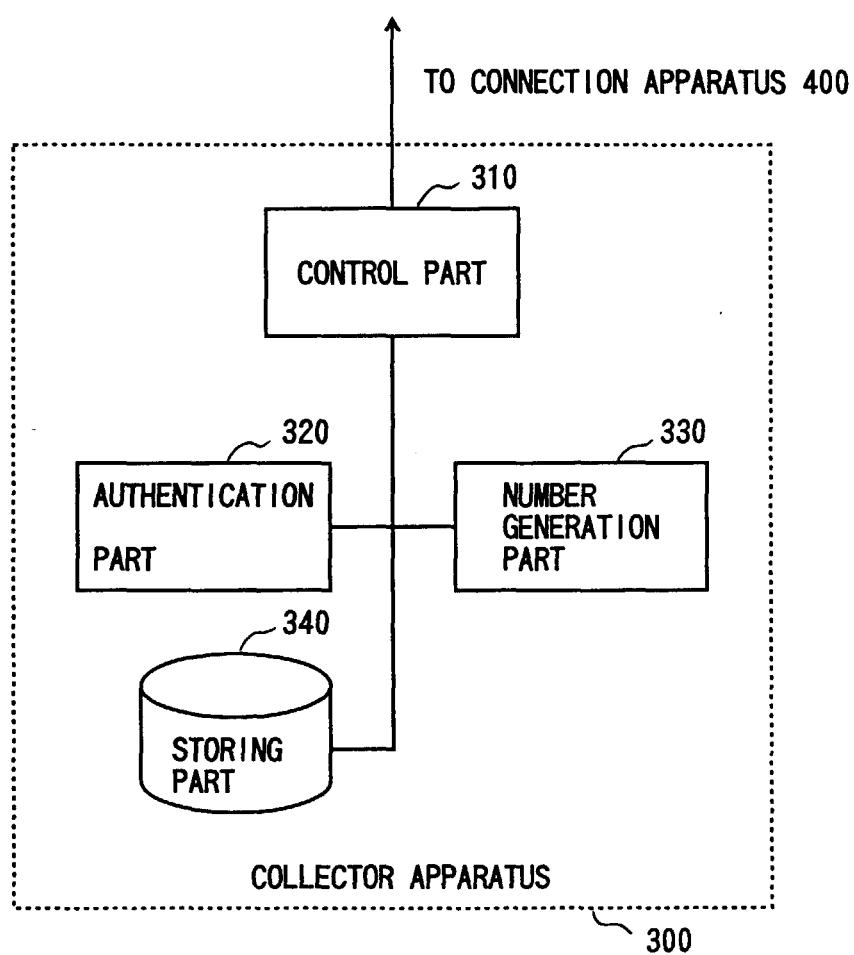 TO CONNECTION APPARATUS 400
310
CONTROL PART
320
330
AUTHENTICATION
PART
NUMBER
GENERATION
PART
340
STORING
PART
COLLECTOR APPARATUS
300